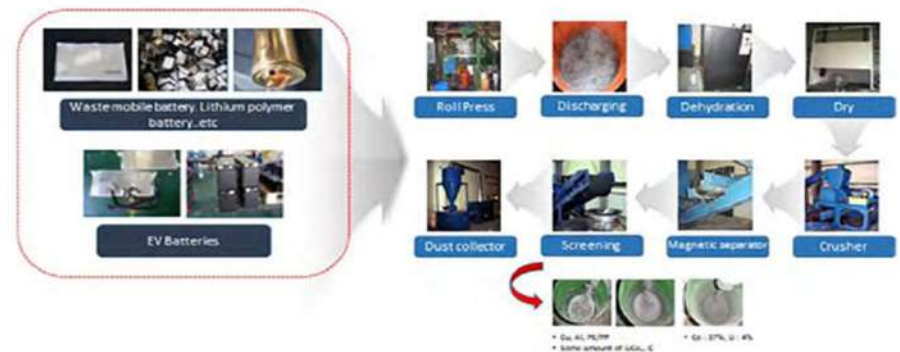 Waste mobile battery. Lithium polymer
battery..etc
EV Batteries
Roll Press
Discharging
Dehydration
Dry
Dust collector
Screening
Magnetic separator
Crusher
• Cu, Al, PE/PP
• Some amount of LiCo., C
• Co : 37%, Li : 4%